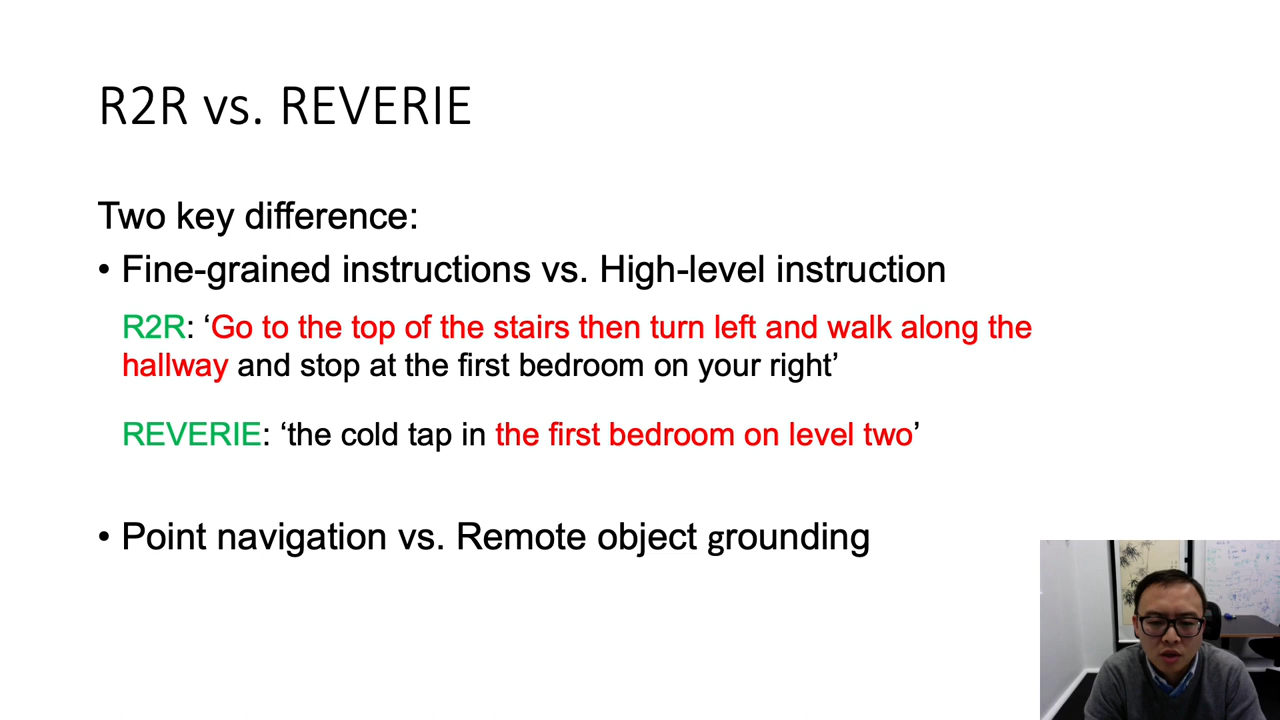 R2R vs. REVERIE
Two key difference:
• Fine-grained instructions vs. High-level instruction
R2R: ‘Go to the top of the stairs then turn left and walk along the
hallway and stop at the first bedroom on your right’
REVERIE: ‘the cold tap in the first bedroom on level two’
• Point navigation vs. Remote object grounding